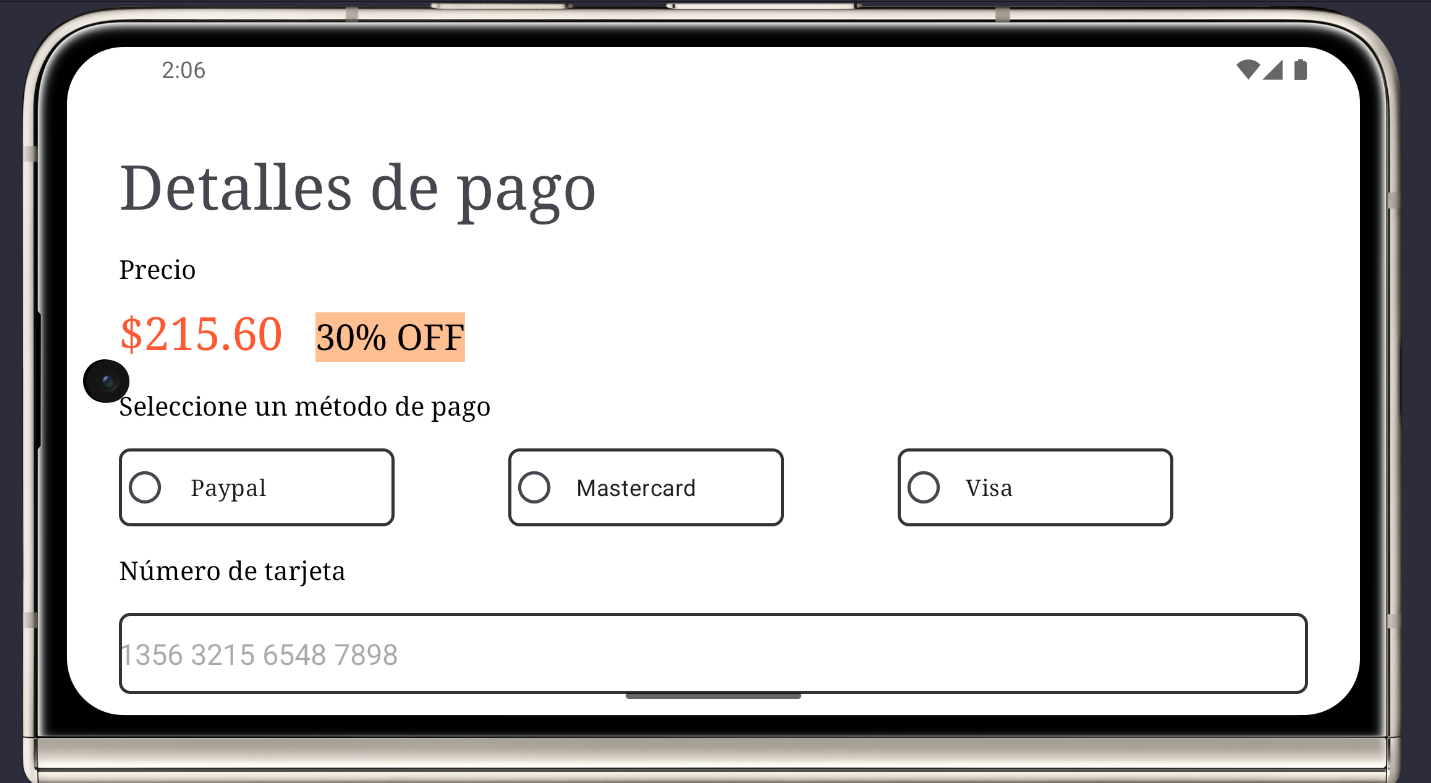 2:06
Detalles de pago
Precio
$215.60 30% OFF
Seleccione un método de pago
Paypal Mastercard Visa
Número de tarjeta
1356 3215 6548 7898